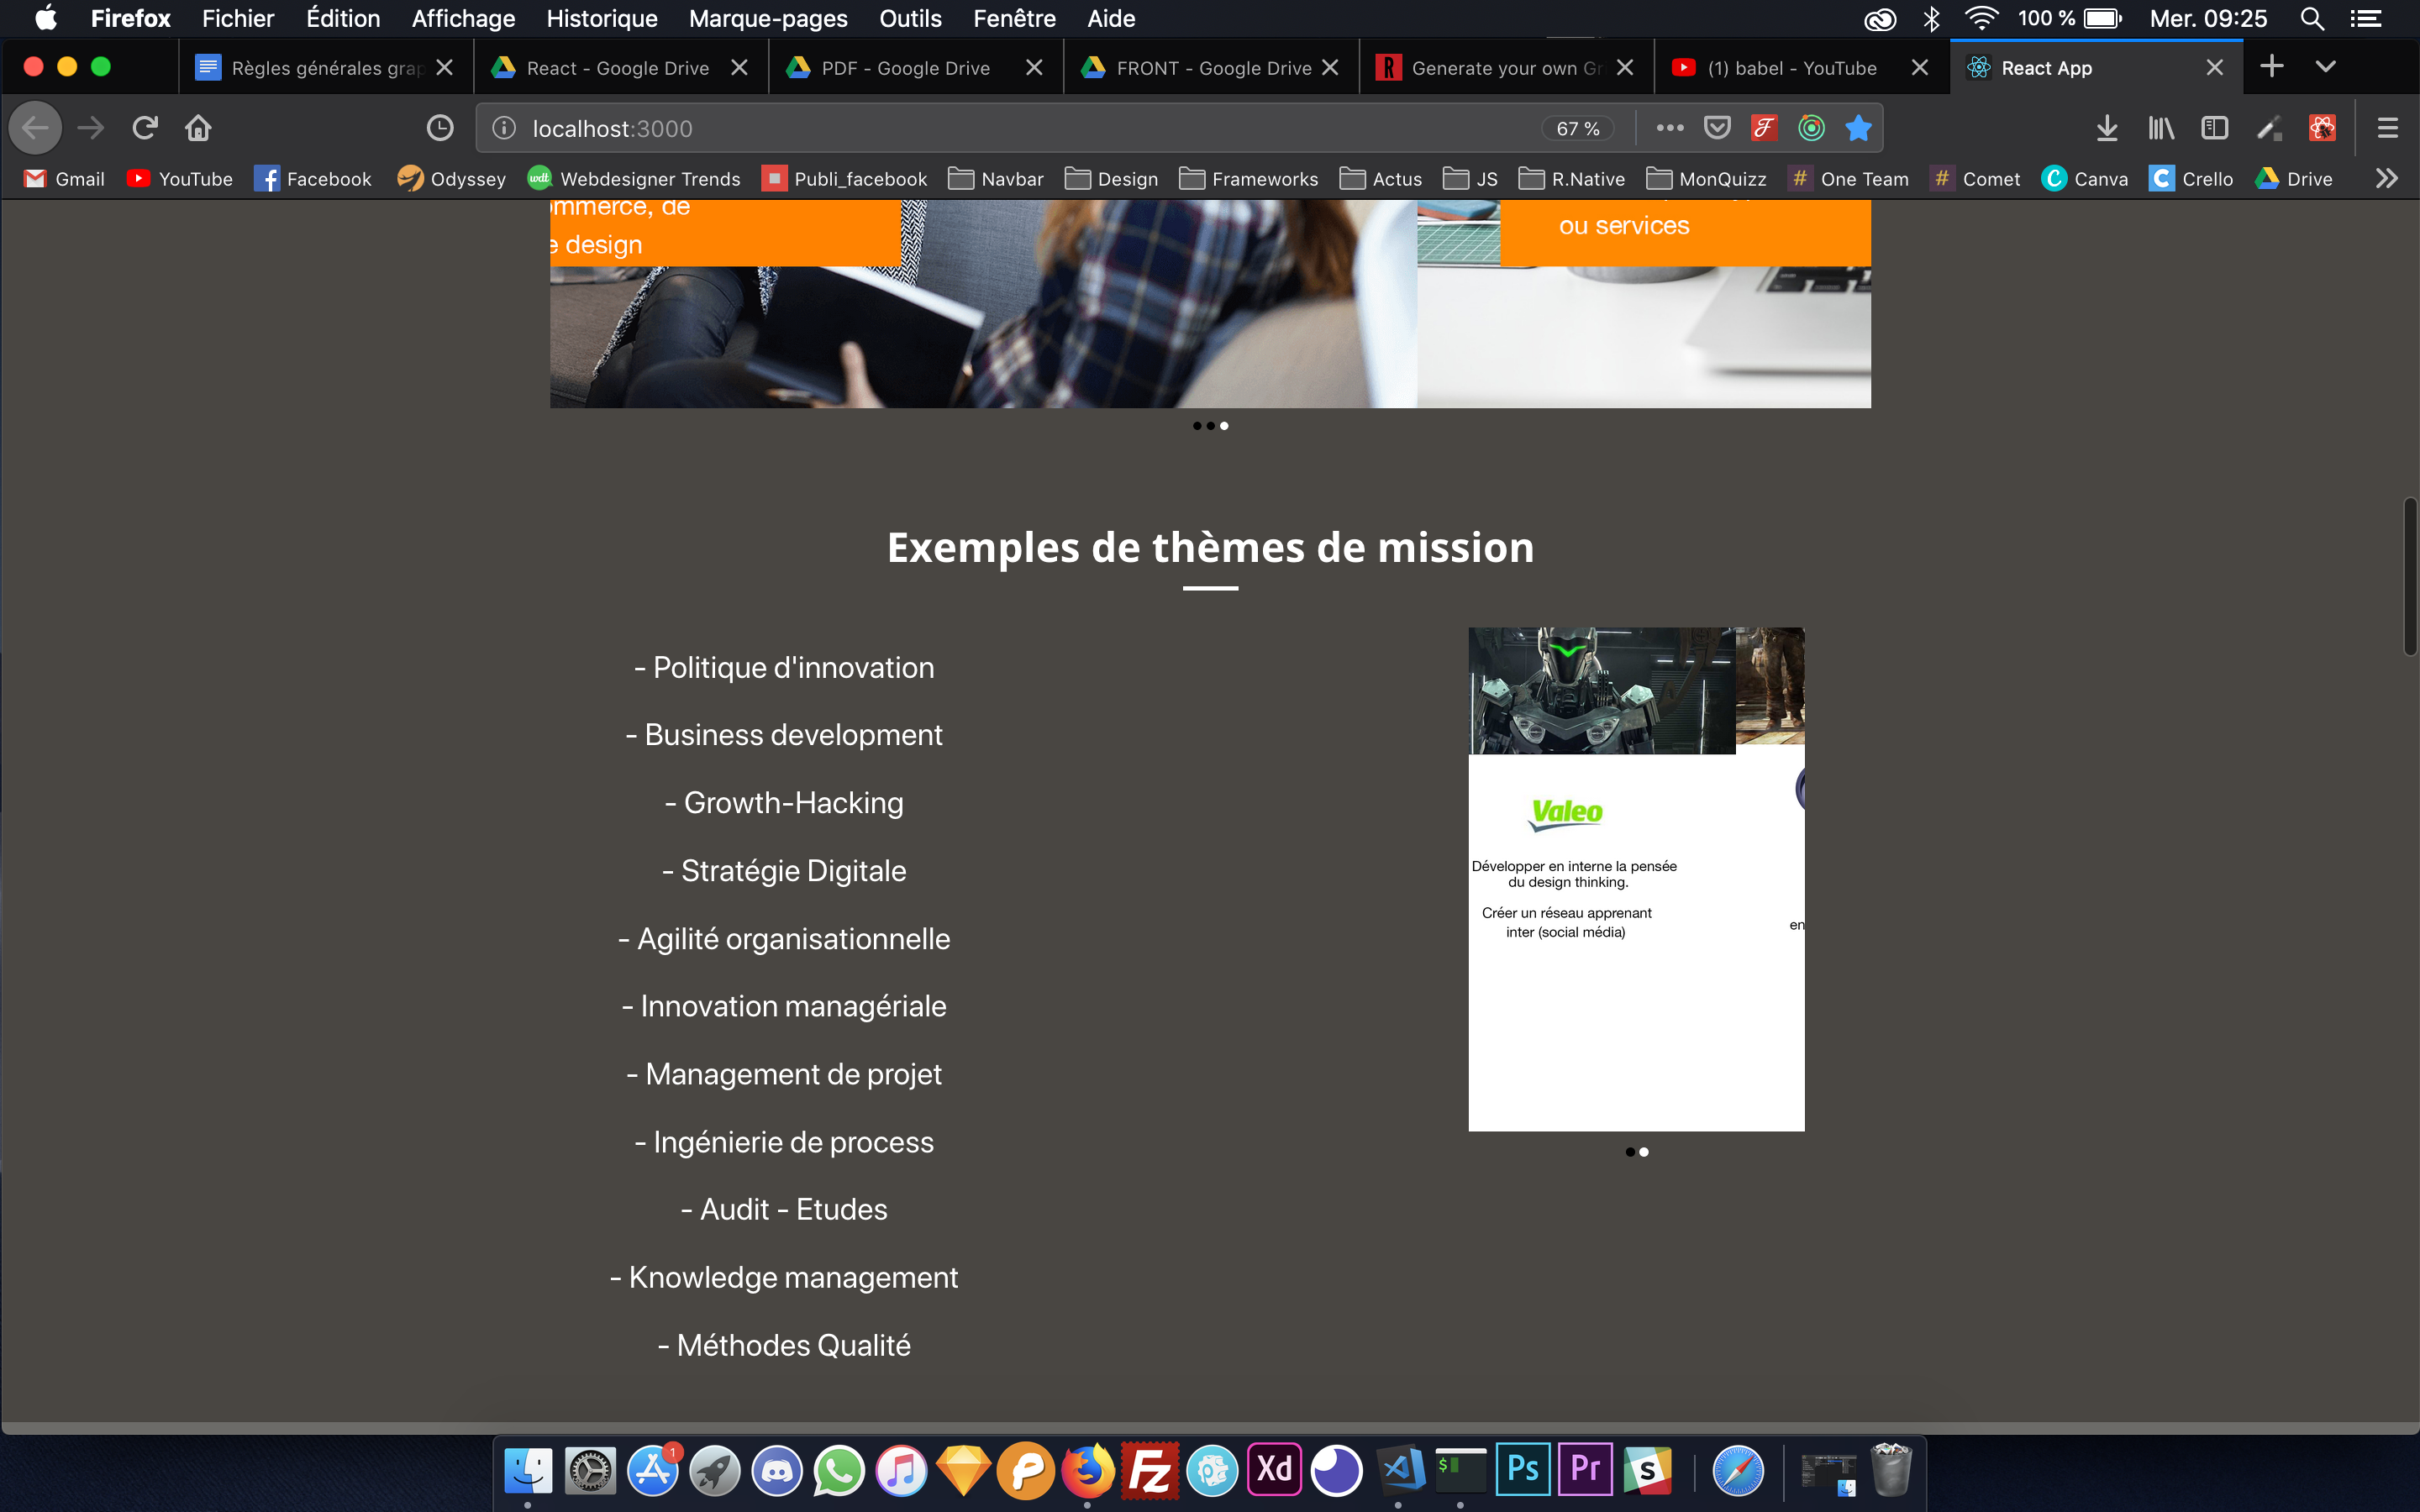 Firefox Fichier Édition Affichage Historique Marque-pages Outils Fenêtre Aide 100 % Mer. 09:25
Règles générales grap React - Google Drive PDF - Google Drive FRONT - Google Drive Generate your own Gr (1) babel - YouTube React App
localhost:3000 67 %
Gmail YouTube Facebook Odyssey wdt Webdesigner Trends Publi_facebook Navbar Design Frameworks Actus JS R.Native MonQuizz # One Team # Comet Canva Crello Drive
ommerce, de
e design
ou services
Exemples de thèmes de mission
- Politique d'innovation
- Business development
- Growth-Hacking
- Stratégie Digitale
- Agilité organisationnelle
- Innovation managériale
- Management de projet
- Ingénierie de process
- Audit - Etudes
- Knowledge management
- Méthodes Qualité
Valeo
Développer en interne la pensée
du design thinking.
Créer un réseau apprenant
inter (social média)
en
1 Fz Xd $ Ps Pr S